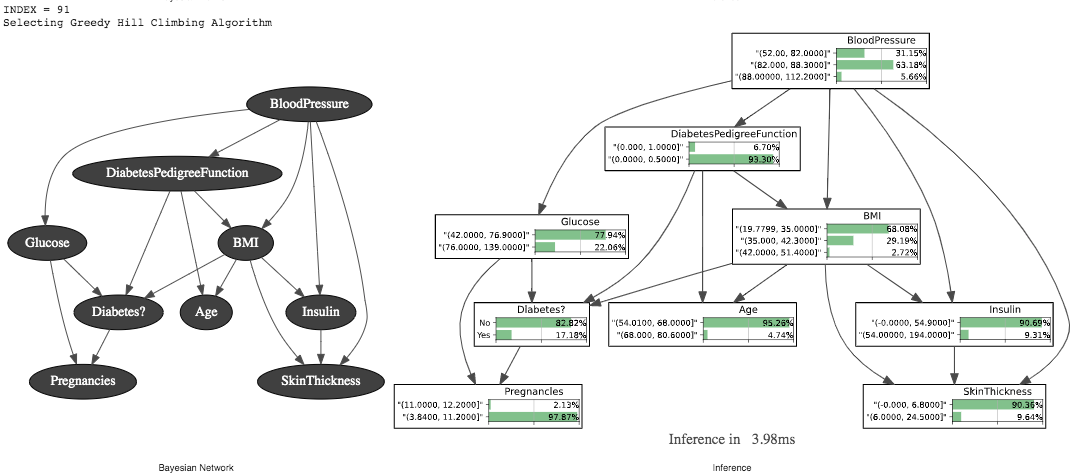 INDEX = 91
Selecting Greedy Hill Climbing Algorithm
BloodPressure
DiabetesPedigreeFunction
Glucose
BMI
Diabetes?
Age
Insulin
Pregnancies
SkinThickness
Bayesian Network
BloodPressure
"(52.00, 82.0000]" 31.15%
"(82.000, 88.3000]" 63.18%
"(88.00000, 112.2000]" 5.66%
DiabetesPedigreeFunction
"(0.000, 1.0000]" 6.70%
"(0.0000, 0.5000]" 93.30%
Glucose
"(42.0000, 76.9000]" 77.94%
"(76.0000, 139.0000]" 22.06%
BMI
"(19.7799, 35.0000]" 68.08%
"(35.000, 42.3000]" 29.19%
"(42.0000, 51.4000]" 2.72%
Diabetes?
No 82.82%
Yes 17.18%
Age
"(54.0100, 68.0000]" 95.26%
"(68.000, 80.6000]" 4.74%
Insulin
"(-0.0000, 54.9000]" 90.69%
"(54.00000, 194.0000]" 9.31%
Pregnancies
"(11.0000, 12.2000]" 2.13%
"(3.8400, 11.2000]" 97.87%
SkinThickness
"(-0.000, 6.8000]" 90.36%
"(6.0000, 24.5000]" 9.64%
Inference in 3.98ms
Inference